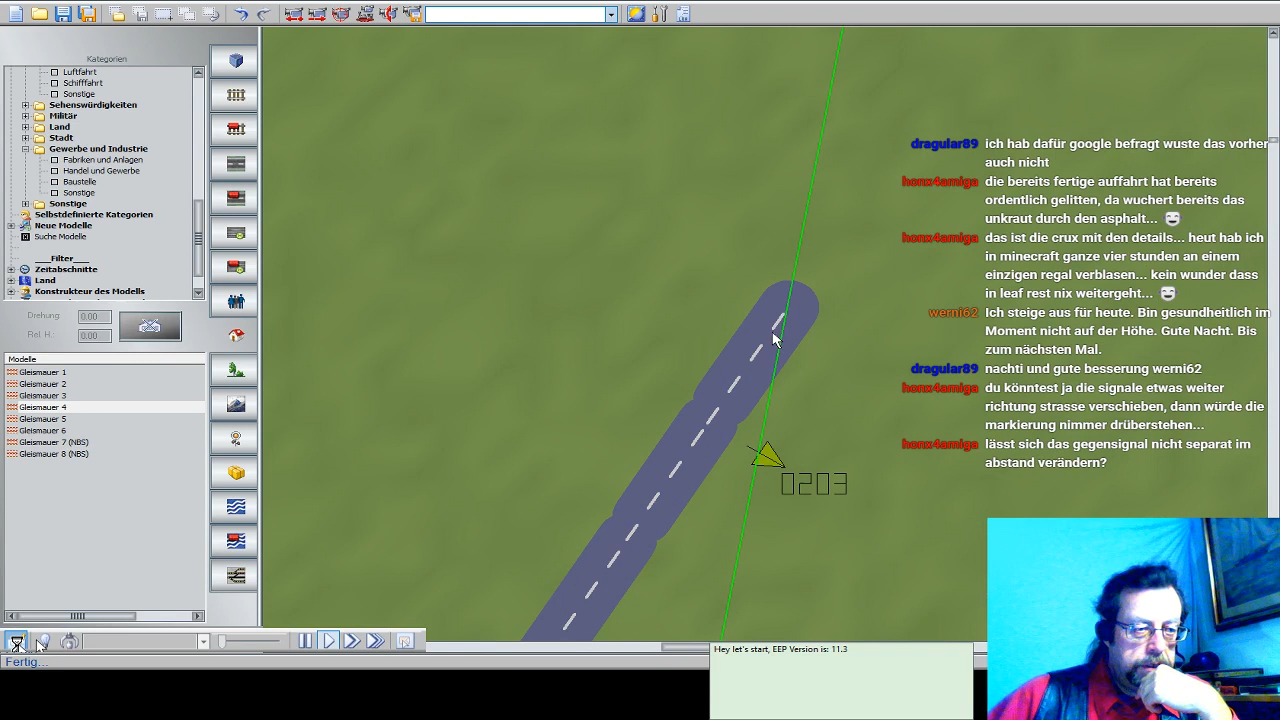 Kategorien
Luftfahrt
Schifffahrt
Sonstige
Sehenswürdigkeiten
Militär
Land
Stadt
Gewerbe und Industrie
Fabriken und Anlagen
Handel und Gewerbe
Baustelle
Sonstige
Sonstige
Selbstdefinierte Kategorien
Neue Modelle
Suche Modelle
____Filter____
Zeitabschnitte
Land
Konstrukteur des Modells
Drehung: 0.00
Rel H.: 0.00
Modelle
Gleismauer 1
Gleismauer 2
Gleismauer 3
Gleismauer 4
Gleismauer 5
Gleismauer 6
Gleismauer 7 (NBS)
Gleismauer 8 (NBS)
Fertig...
0203
Hey let's start, EEP Version is: 11.3
dragular89 ich hab dafür google befragt wuste das vorher
auch nicht
honx4amiga die bereits fertige auffahrt hat bereits
ordentlich gelitten, da wuchert bereits das
unkraut durch den asphalt...
honx4amiga das ist die crux mit den details... heut hab ich
in minecraft ganze vier stunden an einem
einzigen regal verblasen... kein wunder dass
in leaf rest nix weitergeht...
werni62 Ich steige aus für heute. Bin gesundheitlich im
Moment nicht auf der Höhe. Gute Nacht. Bis
zum nächsten Mal.
dragular89 nachti und gute besserung werni62
honx4amiga du könntest ja die signale etwas weiter
richtung strasse verschieben, dann würde die
markierung nimmer drüberstehen...
honx4amiga lässt sich das gegensignal nicht separat im
abstand verändern?